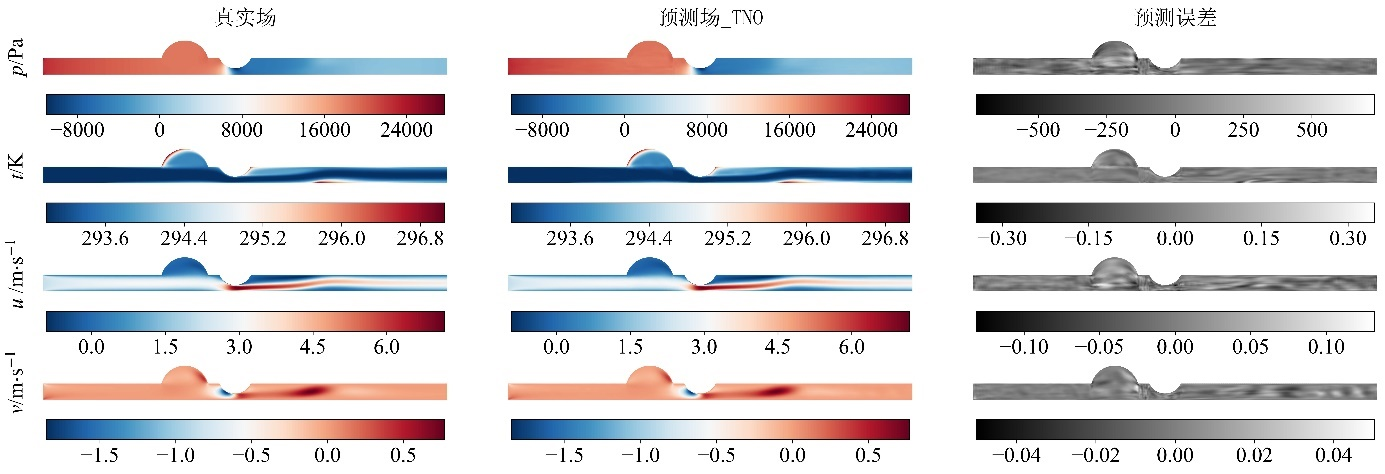 真实场 预测场_TNO 预测误差
p/Pa
−8000 0 8000 16000 24000 −8000 0 8000 16000 24000 −500 −250 0 250 500
t/K
293.6 294.4 295.2 296.0 296.8 293.6 294.4 295.2 296.0 296.8 −0.30 −0.15 0.00 0.15 0.30
u/m·s⁻¹
0.0 1.5 3.0 4.5 6.0 0.0 1.5 3.0 4.5 6.0 −0.10 −0.05 0.00 0.05 0.10
v/m·s⁻¹
−1.5 −1.0 −0.5 0.0 0.5 −1.5 −1.0 −0.5 0.0 0.5 −0.04 −0.02 0.00 0.02 0.04